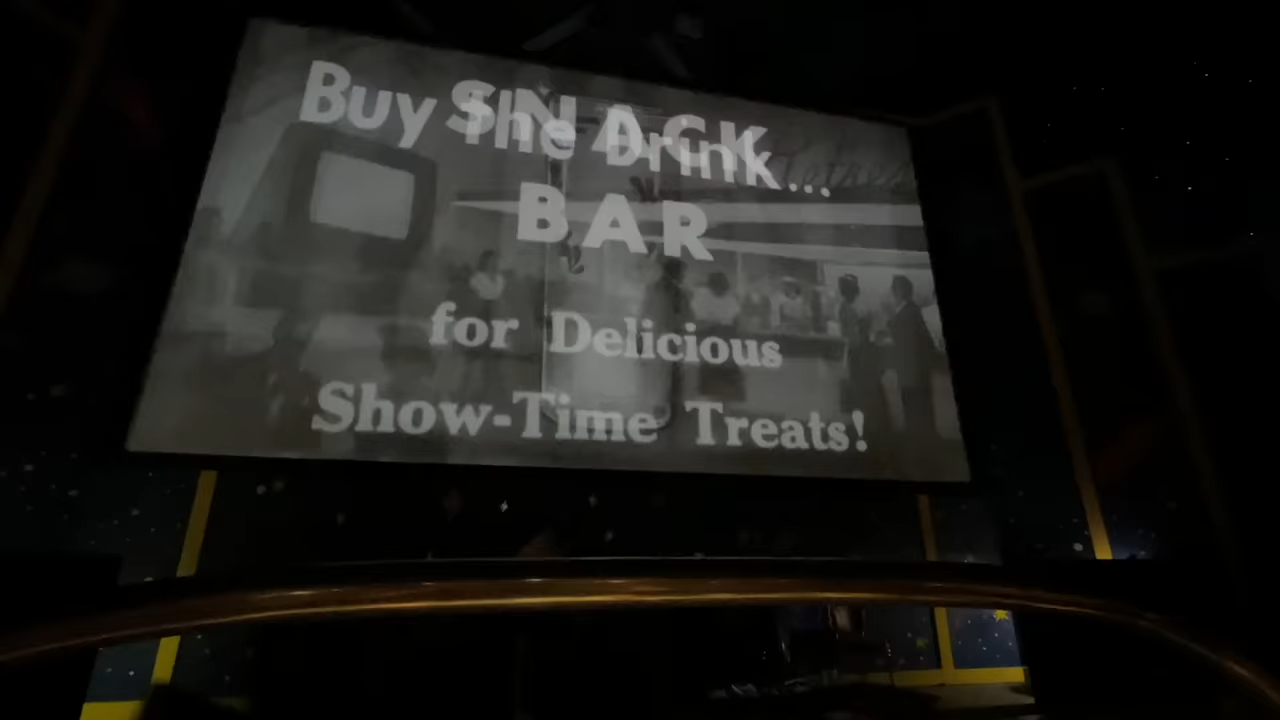 Buy the Drink...
SNACK
BAR
for Delicious
Show-Time Treats!